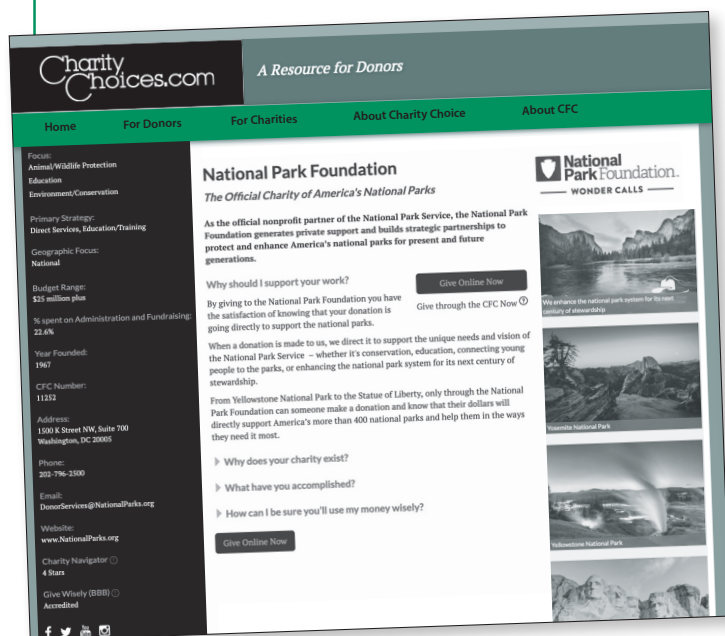 Charity
Choices.com
A Resource for Donors
Home
For Donors
For Charities
About Charity Choice
About CFC
Focus:
Animal/Wildlife Protection
Education
Environment/Conservation
Primary Strategy:
Direct Services, Education/Training
Geographic Focus:
National
Budget Range:
$25 million plus
% spent on Administration and Fundraising:
22.6%
Year Founded:
1967
CFC Number:
11252
Address:
1500 K Street NW, Suite 700
Washington, DC 20005
Phone:
202-796-2500
Email:
DonorServices@NationalParks.org
Website:
www.NationalParks.org
Charity Navigator
4 Stars
Give Wisely (BBB)
Accredited
National Park Foundation
The Official Charity of America's National Parks
As the official nonprofit partner of the National Park Service, the National Park
Foundation generates private support and builds strategic partnerships to
protect and enhance America's national parks for present and future
generations.
Why should I support your work?
By giving to the National Park Foundation you have
the satisfaction of knowing that your donation is
going directly to support the national parks.
Give Online Now
Give through the CFC Now ?
When a donation is made to us, we direct it to support the unique needs and vision of
the National Park Service – whether it's conservation, education, connecting young
people to the parks, or enhancing the national park system for its next century of
stewardship.
From Yellowstone National Park to the Statue of Liberty, only through the National
Park Foundation can someone make a donation and know that their dollars will
directly support America's more than 400 national parks and help them in the ways
they need it most.
Why does your charity exist?
What have you accomplished?
How can I be sure you'll use my money wisely?
Give Online Now
National
Park Foundation.
WONDER CALLS
We enhance the national park system for its next
century of stewardship
Yosemite National Park
Yellowstone National Park